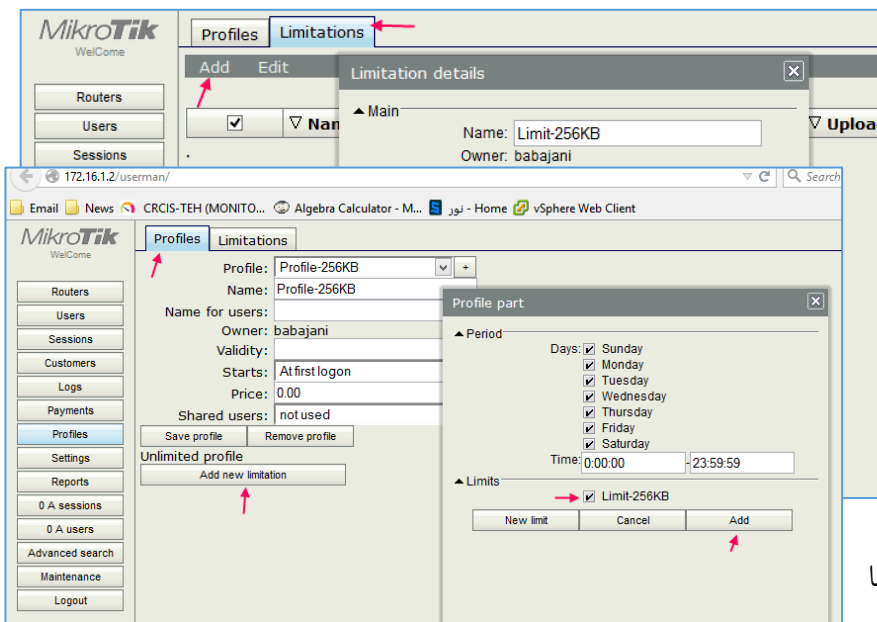 MikroTik
WelCome
Profiles Limitations
Add Edit
Limitation details
Routers
Users
Sessions
Main
Name: Limit-256KB
Owner: babajani
172.16.1.2/userman/
Search
Email News CRCIS-TEH (MONITO... Algebra Calculator - M... نور - Home vSphere Web Client
MikroTik
WelCome
Profiles Limitations
Routers
Users
Sessions
Customers
Logs
Payments
Profiles
Settings
Reports
0 A sessions
0 A users
Advanced search
Maintenance
Logout
Profile: Profile-256KB +
Name: Profile-256KB
Name for users:
Owner: babajani
Validity:
Starts: At first logon
Price: 0.00
Shared users: not used
Save profile Remove profile
Unlimited profile
Add new limitation
Profile part
Period
Days: Sunday
Monday
Tuesday
Wednesday
Thursday
Friday
Saturday
Time: 0:00:00 - 23:59:59
Limits
Limit-256KB
New limit Cancel Add